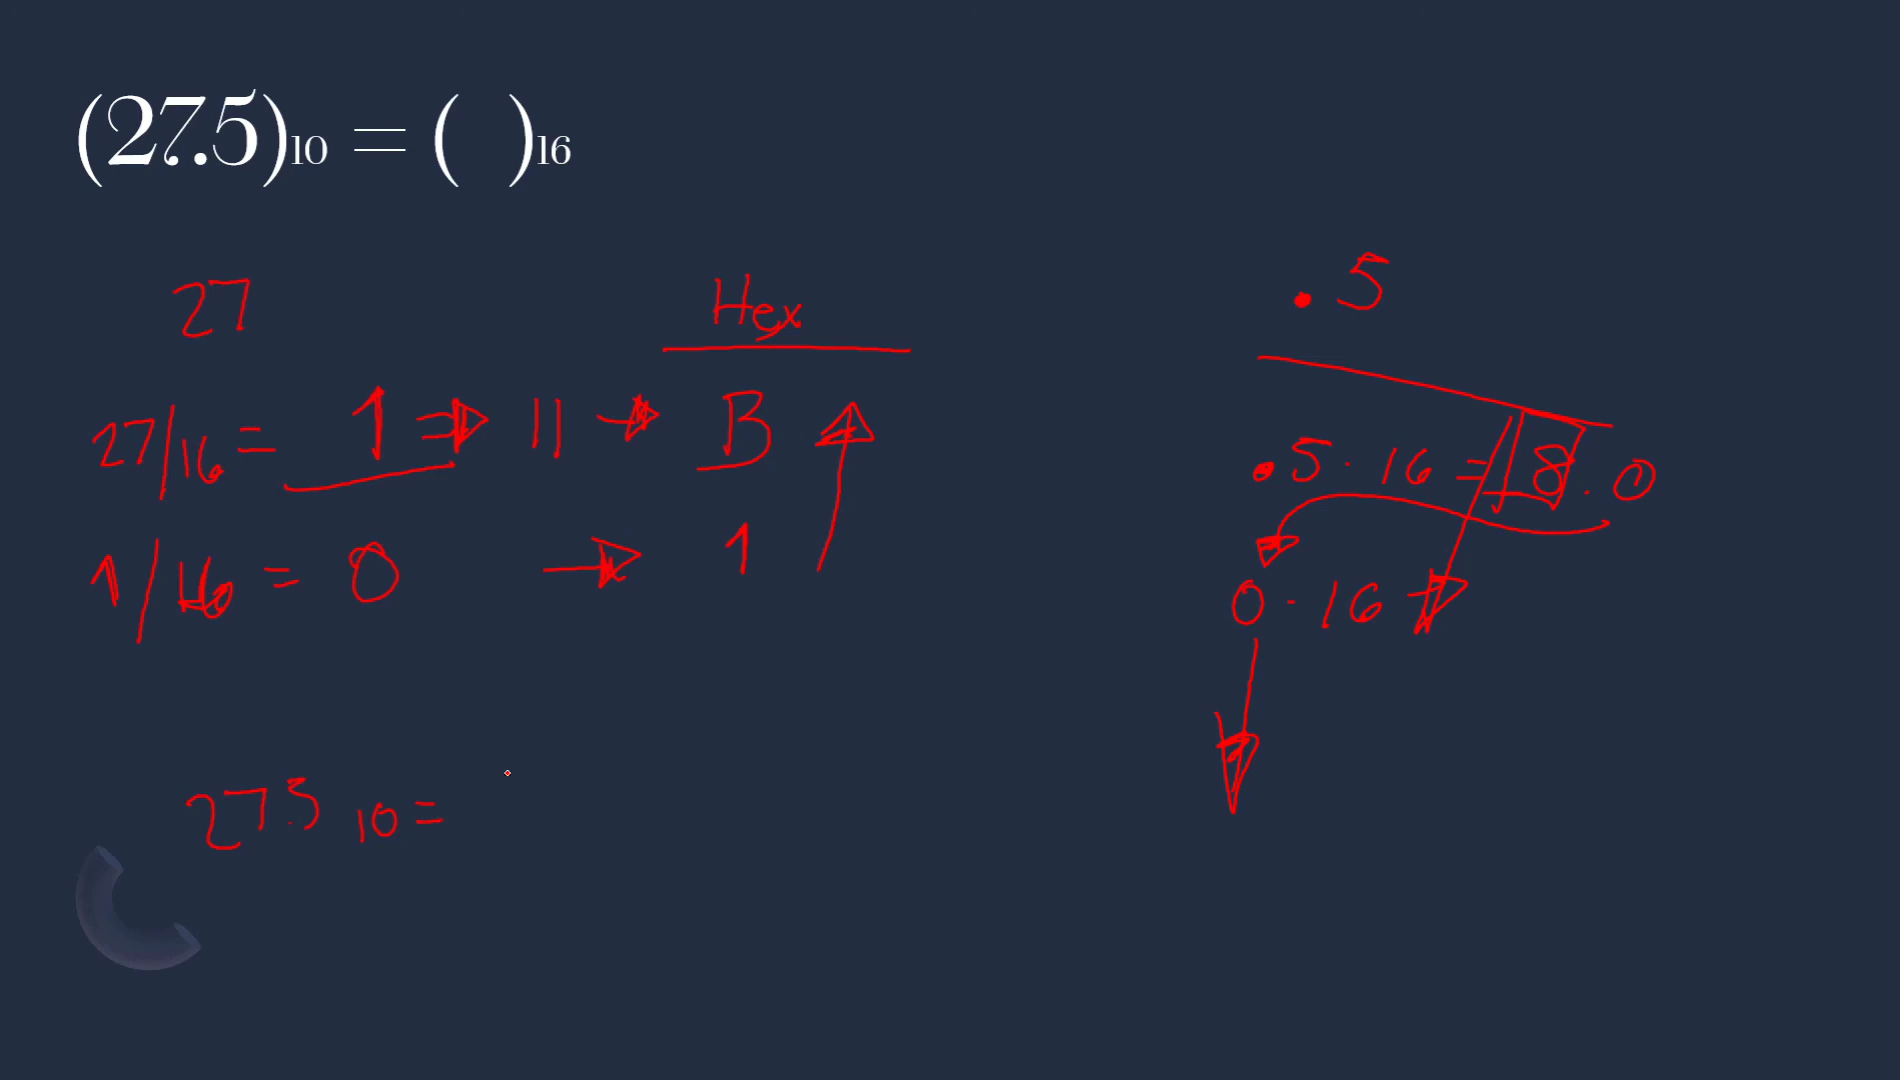 (27.5)10 = ( )16
27
Hex
27/16 = 1 ⇒ 11 → B
1/16 = 0 → 1
.5
.5 · 16 = 8.0
0 · 16
27.5 10 =